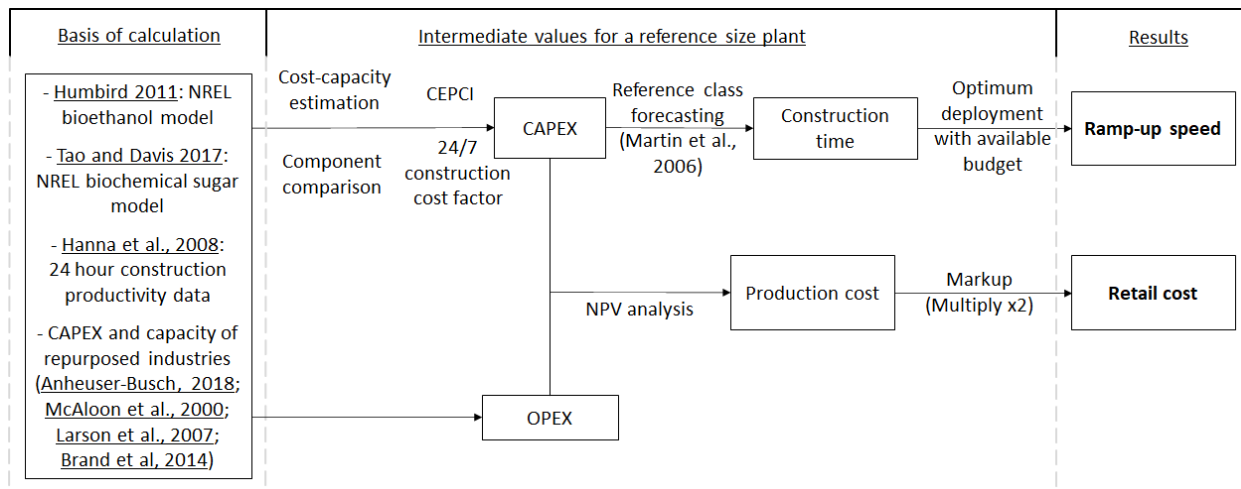 Basis of calculation
Intermediate values for a reference size plant
Results
- Humbird 2011: NREL
bioethanol model
- Tao and Davis 2017:
NREL biochemical sugar
model
- Hanna et al., 2008:
24 hour construction
productivity data
- CAPEX and capacity of
repurposed industries
(Anheuser-Busch, 2018;
McAloon et al., 2000;
Larson et al., 2007;
Brand et al, 2014)
Cost-capacity
estimation
CEPCI
Component
comparison
24/7
construction
cost factor
CAPEX
Reference class
forecasting
(Martin et al.,
2006)
Construction
time
Optimum
deployment
with available
budget
Ramp-up speed
NPV analysis
Production cost
Markup
(Multiply x2)
Retail cost
OPEX